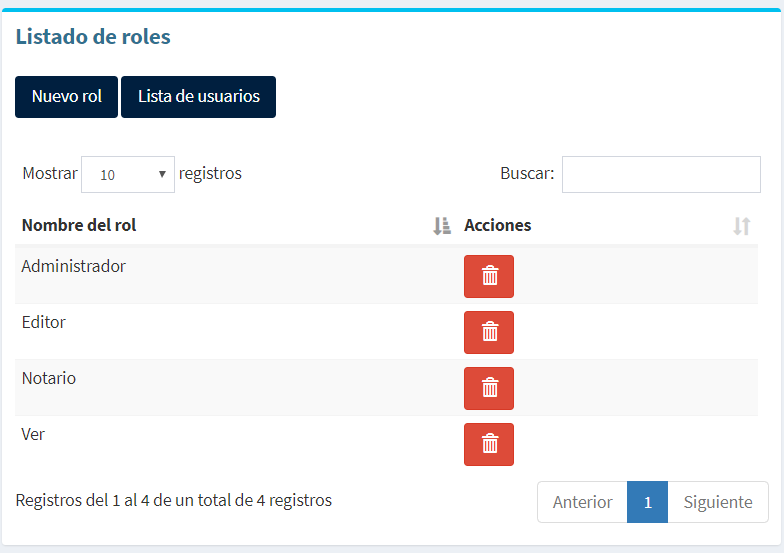 Listado de roles
Nuevo rol Lista de usuarios
Mostrar 10 registros Buscar:
Nombre del rol Acciones
Administrador
Editor
Notario
Ver
Registros del 1 al 4 de un total de 4 registros Anterior 1 Siguiente